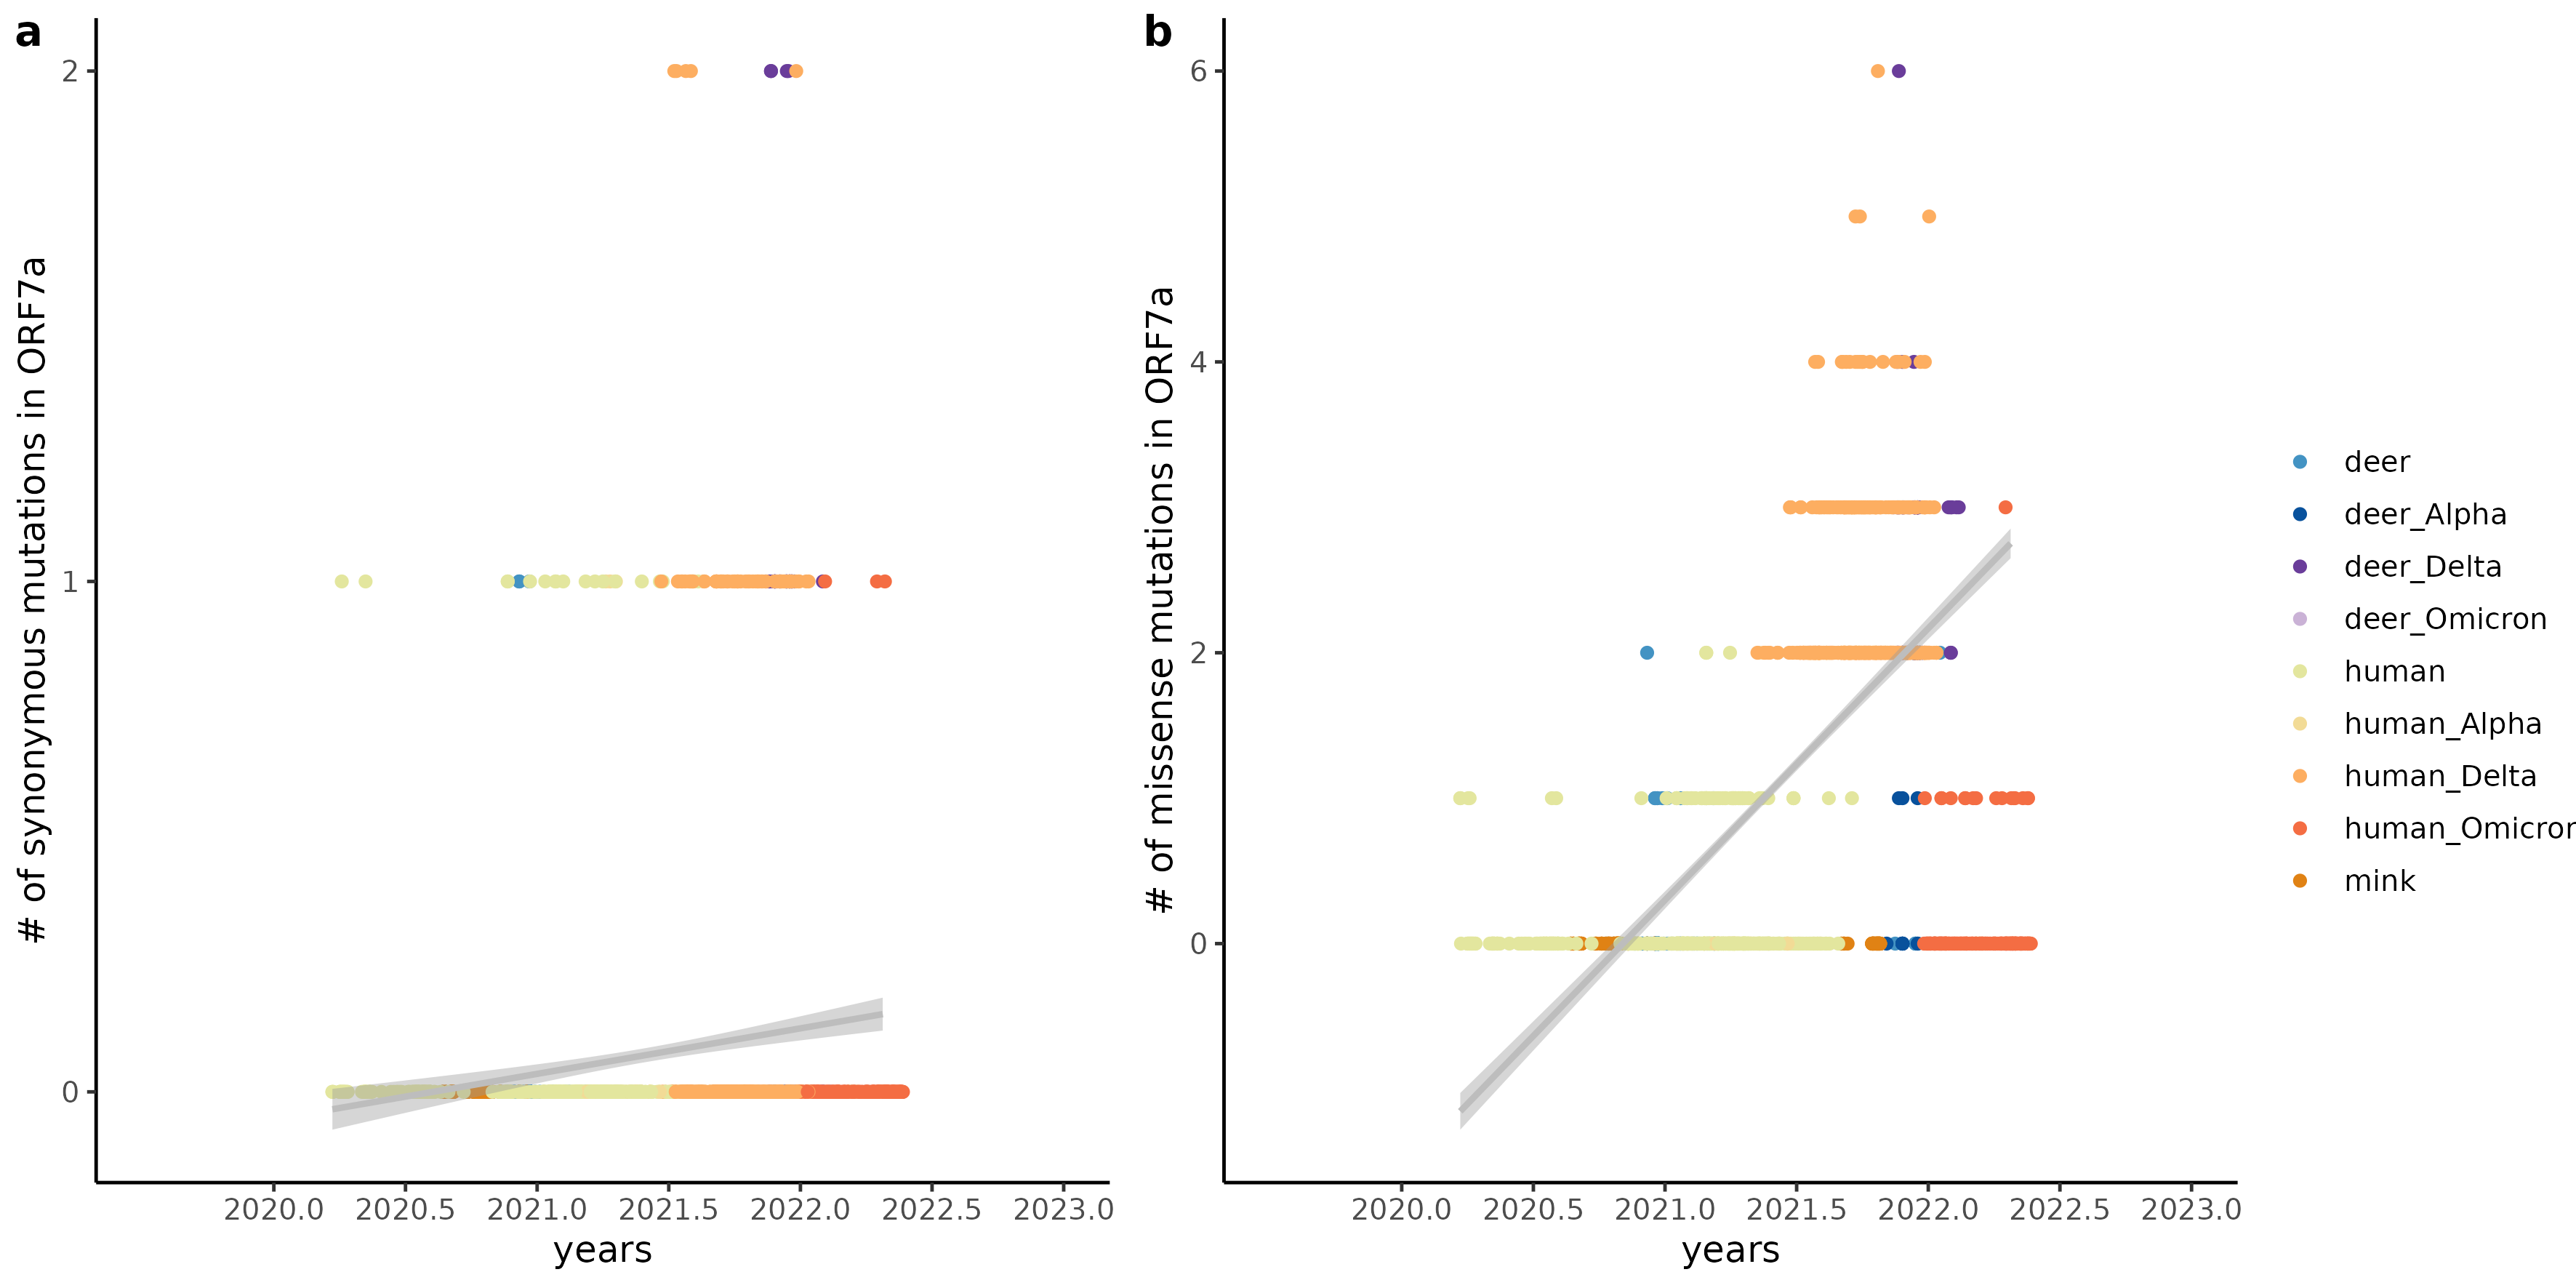 a
# of synonymous mutations in ORF7a
2
1
0
2020.0 2020.5 2021.0 2021.5 2022.0 2022.5 2023.0
years
b
# of missense mutations in ORF7a
6
4
2
0
2020.0 2020.5 2021.0 2021.5 2022.0 2022.5 2023.0
years
deer
deer_Alpha
deer_Delta
deer_Omicron
human
human_Alpha
human_Delta
human_Omicron
mink